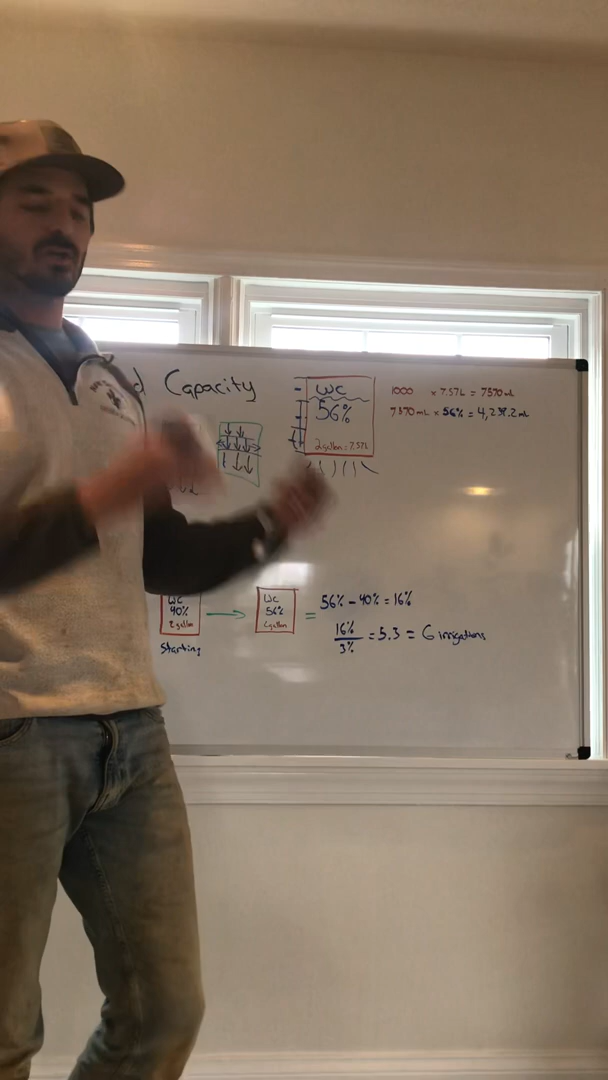 d Capacity
WC
56%
2 gallon = 7.57L
1000 x 7.57L = 7570 mL
7570 mL x 56% = 4,239.2 mL
WC
40%
2 gallon
Starting
WC
56%
2 gallon
= 56% - 40% = 16%
16%
3%
= 5.3 = 6 irrigations